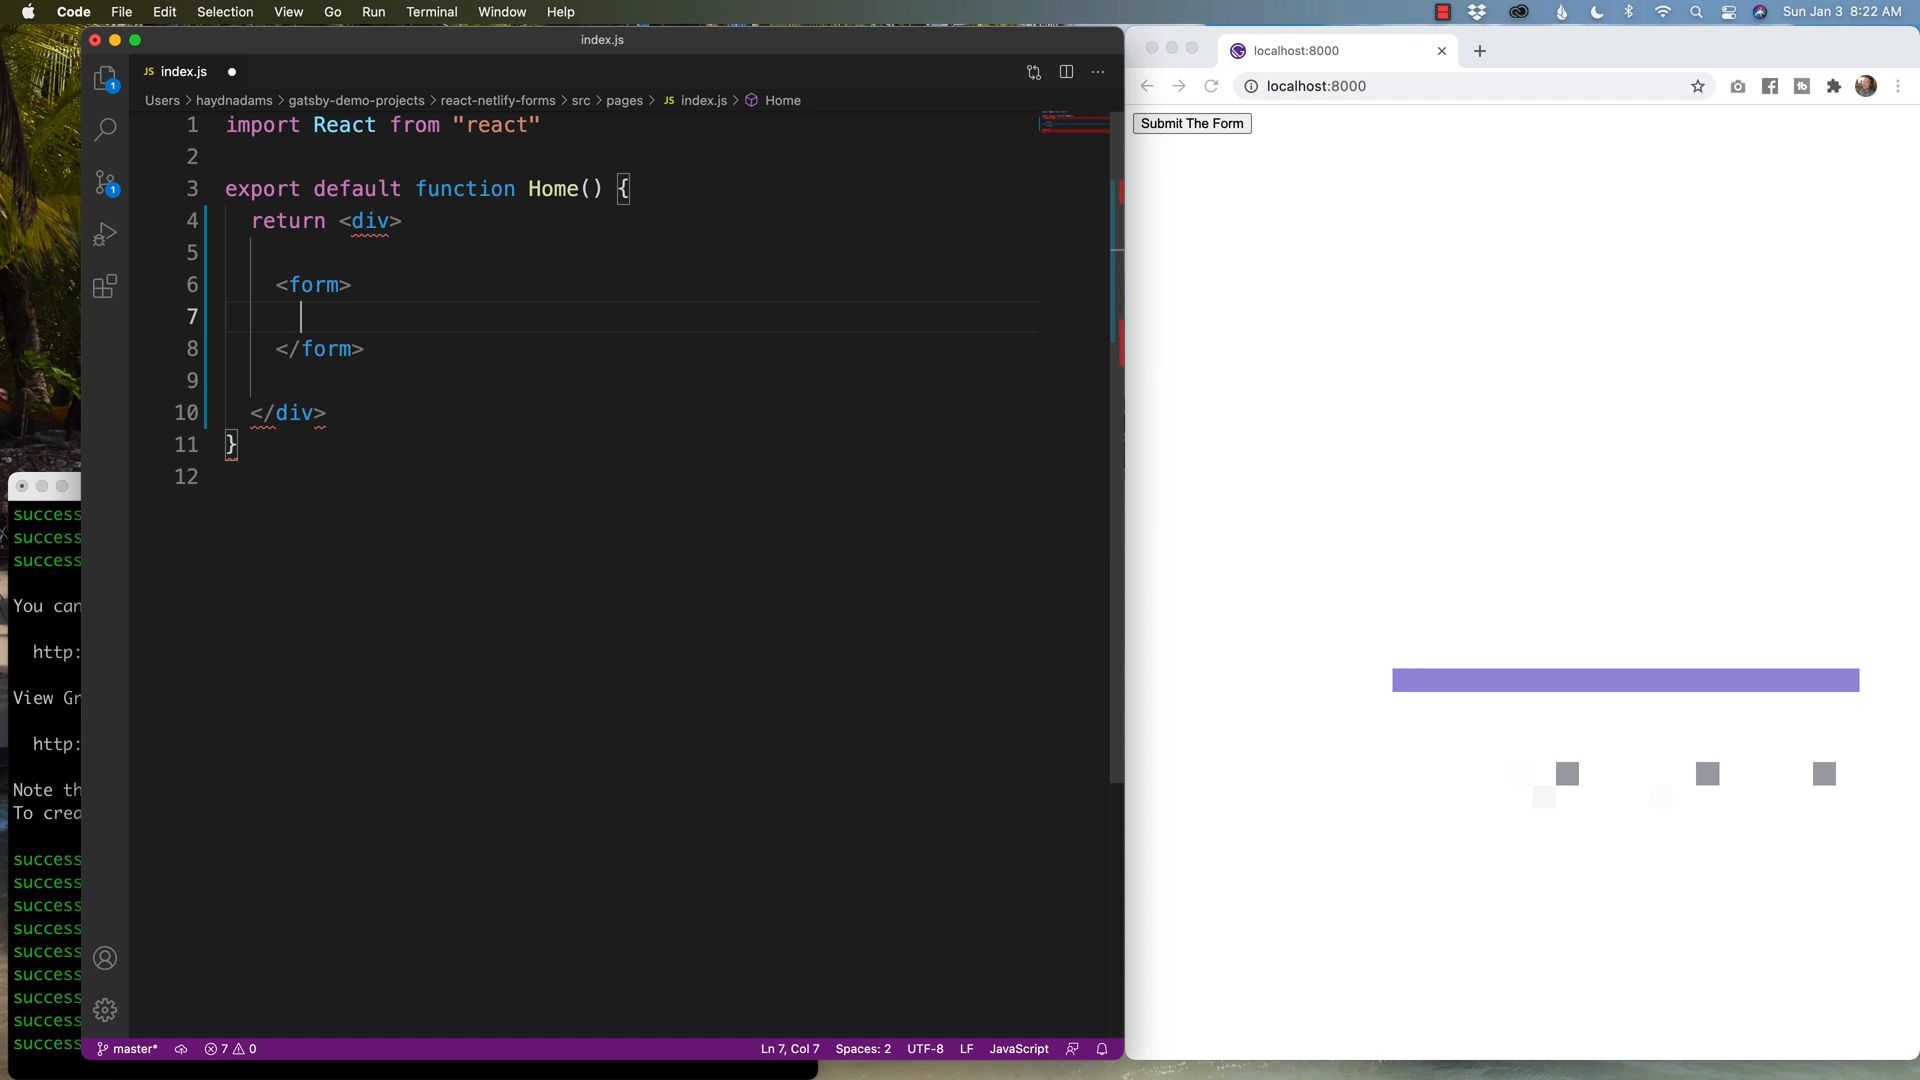 Code File Edit Selection View Go Run Terminal Window Help
Sun Jan 3 8:22 AM
index.js
JS index.js
Users > haydnadams > gatsby-demo-projects > react-netlify-forms > src > pages > JS index.js > Home
1 import React from "react"
2
3 export default function Home() {
4 return <div>
5
6 <form>
7
8 </form>
9
10 </div>
11 }
12
1
1
success
success
success
You can
http:
View Gr
http:
Note th
To crea
success
success
success
success
success
success
success
success
success
master* 7 0
Ln 7, Col 7 Spaces: 2 UTF-8 LF JavaScript
localhost:8000
localhost:8000
Submit The Form